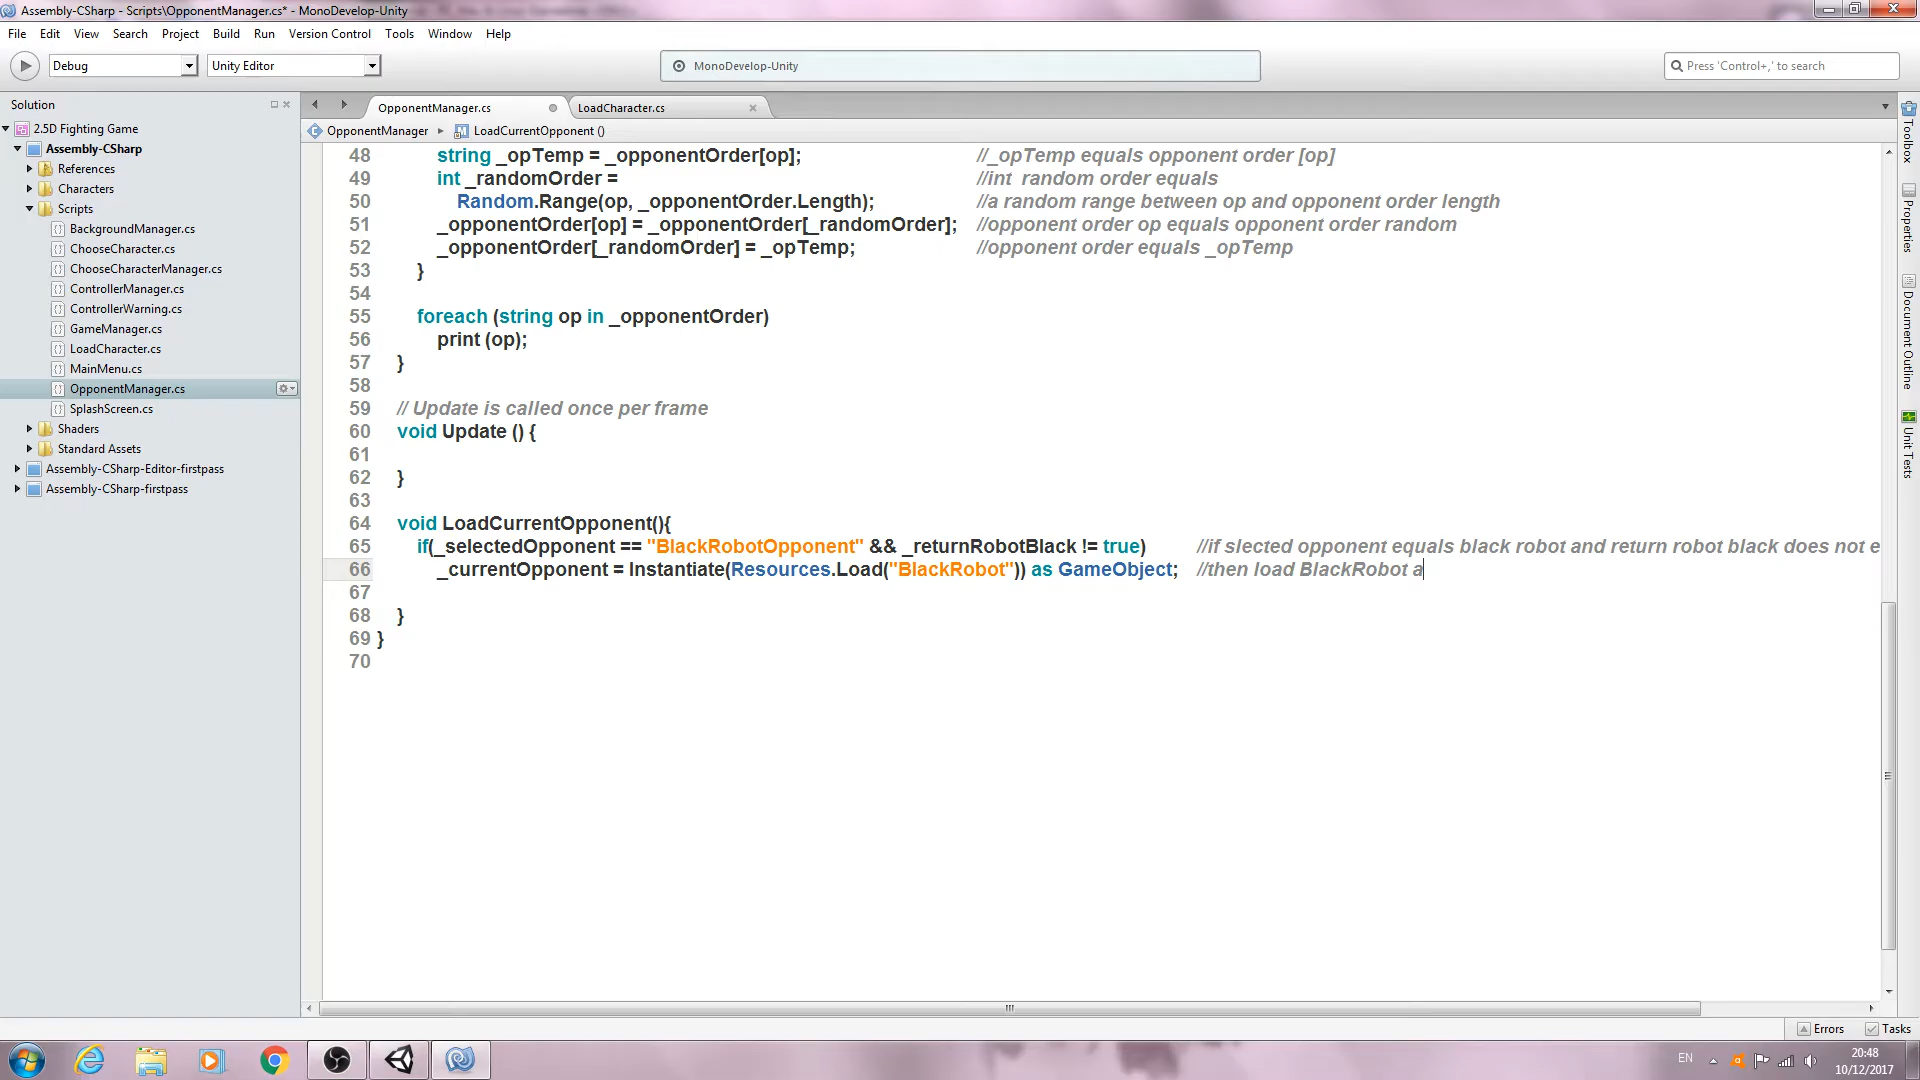 Assembly-CSharp - Scripts\OpponentManager.cs* - MonoDevelop-Unity
File Edit View Search Project Build Run Version Control Tools Window Help
Debug Unity Editor MonoDevelop-Unity Press 'Control+,' to search
Solution
2.5D Fighting Game
Assembly-CSharp
References
Characters
Scripts
BackgroundManager.cs
ChooseCharacter.cs
ChooseCharacterManager.cs
ControllerManager.cs
ControllerWarning.cs
GameManager.cs
LoadCharacter.cs
MainMenu.cs
OpponentManager.cs
SplashScreen.cs
Shaders
Standard Assets
Assembly-CSharp-Editor-firstpass
Assembly-CSharp-firstpass
OpponentManager.cs LoadCharacter.cs
OpponentManager LoadCurrentOpponent ()
48 string _opTemp = _opponentOrder[op]; //_opTemp equals opponent order [op]
49 int _randomOrder = //int random order equals
50 Random.Range(op, _opponentOrder.Length); //a random range between op and opponent order length
51 _opponentOrder[op] = _opponentOrder[_randomOrder]; //opponent order op equals opponent order random
52 _opponentOrder[_randomOrder] = _opTemp; //opponent order equals _opTemp
53 }
54
55 foreach (string op in _opponentOrder)
56 print (op);
57 }
58
59 // Update is called once per frame
60 void Update () {
61
62 }
63
64 void LoadCurrentOpponent(){
65 if(_selectedOpponent == "BlackRobotOpponent" && _returnRobotBlack != true) //if slected opponent equals black robot and return robot black does not e
66 _currentOpponent = Instantiate(Resources.Load("BlackRobot")) as GameObject; //then load BlackRobot a
67
68 }
69 }
70
Toolbox
Properties
Document Outline
Unit Tests
Errors Tasks
EN
20:48
10/12/2017